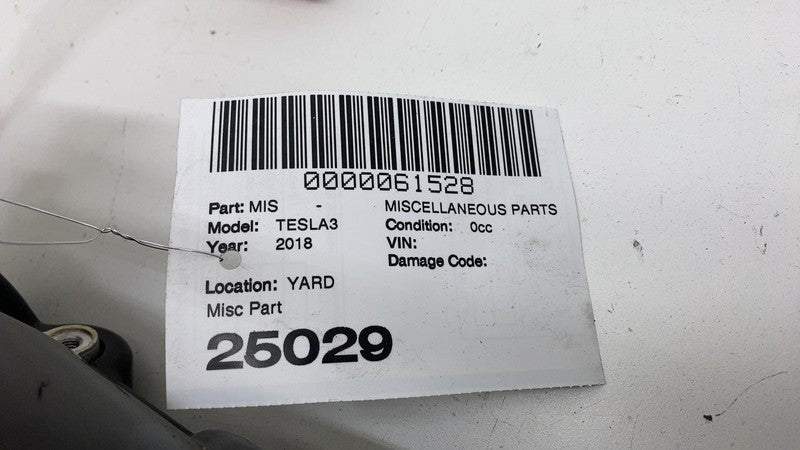 0000061528
Part: MIS - MISCELLANEOUS PARTS
Model: TESLA3 Condition: 0cc
Year: 2018 VIN:
Damage Code:
Location: YARD
Misc Part
25029